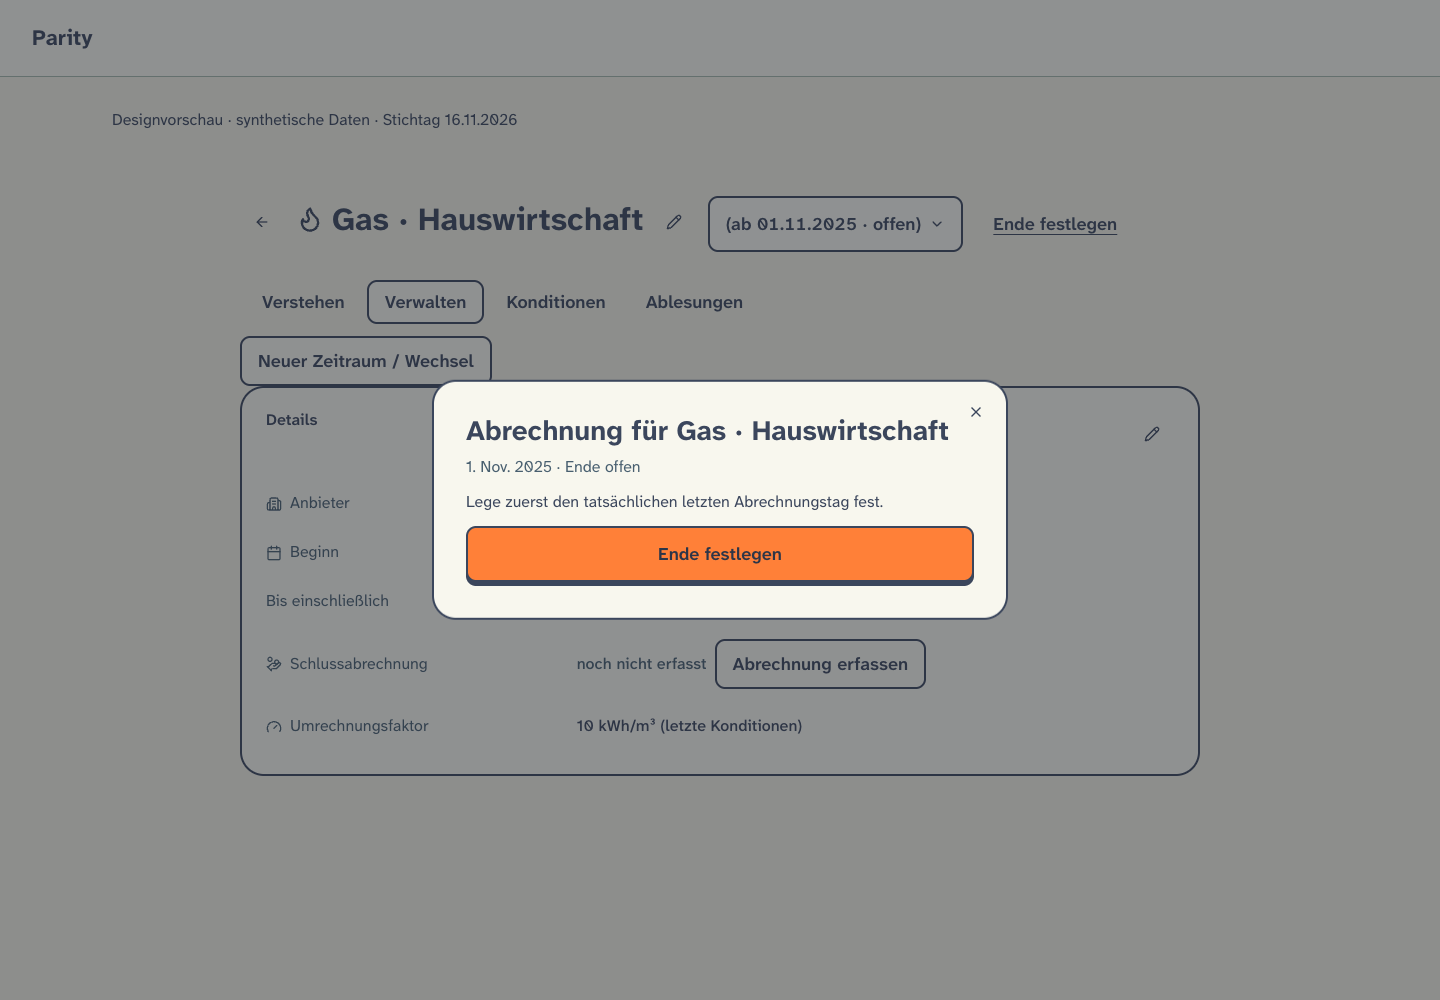 Parity
Designvorschau · synthetische Daten · Stichtag 16.11.2026
Gas · Hauswirtschaft
(ab 01.11.2025 · offen)
Ende festlegen
Verstehen
Verwalten
Konditionen
Ablesungen
Neuer Zeitraum / Wechsel
Details
Abrechnung für Gas · Hauswirtschaft
1. Nov. 2025 · Ende offen
Lege zuerst den tatsächlichen letzten Abrechnungstag fest.
Ende festlegen
Anbieter
Beginn
Bis einschließlich
Schlussabrechnung
noch nicht erfasst
Abrechnung erfassen
Umrechnungsfaktor
10 kWh/m³ (letzte Konditionen)